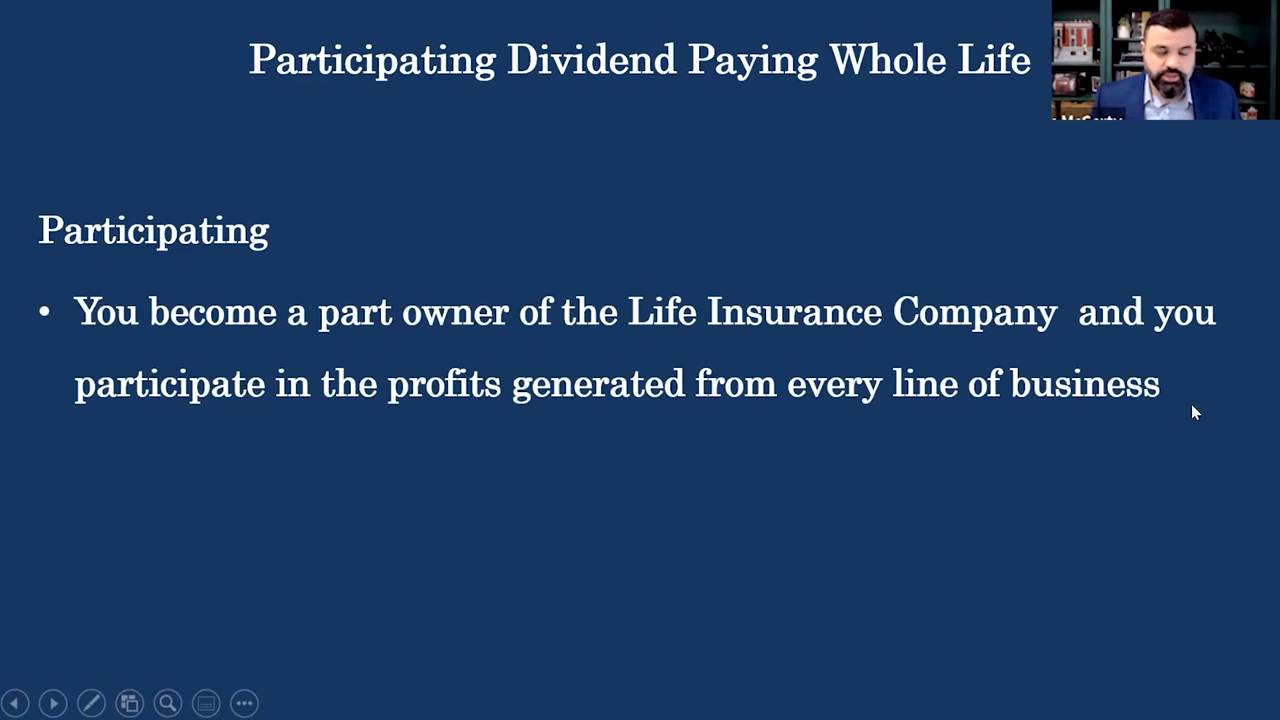 Participating Dividend Paying Whole Life
Participating
• You become a part owner of the Life Insurance Company and you
participate in the profits generated from every line of business